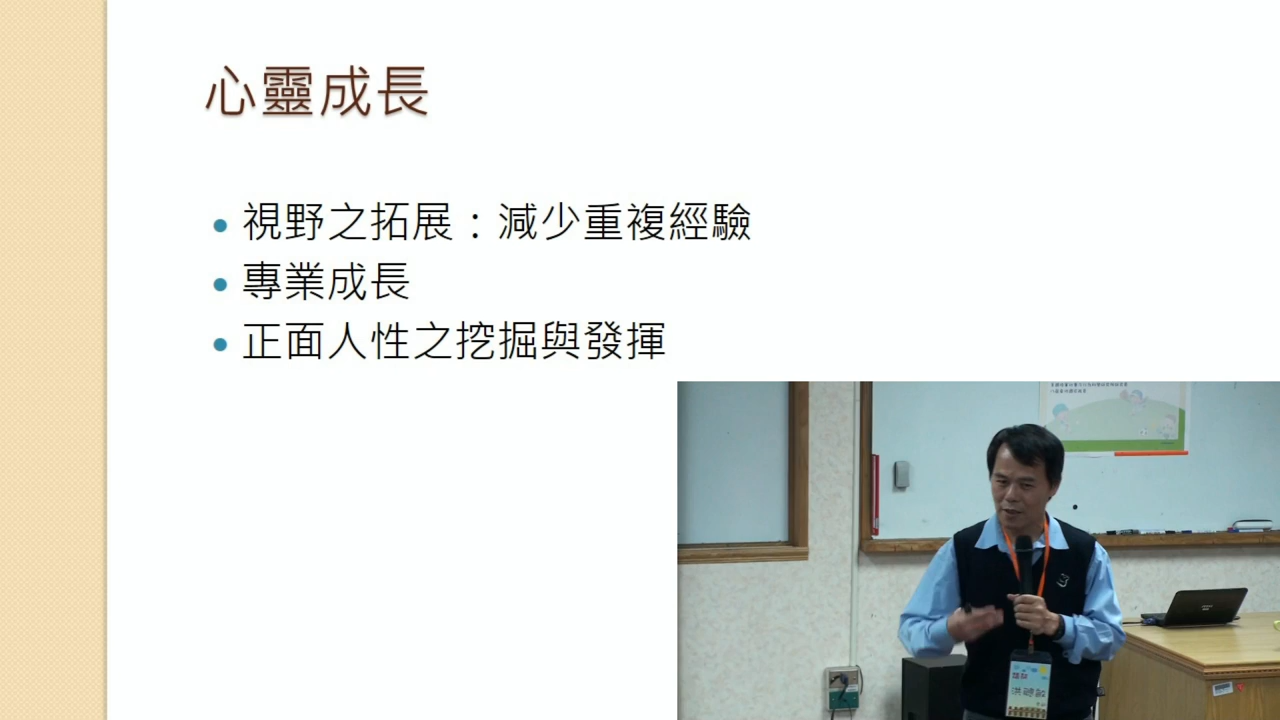 心靈成長
視野之拓展：減少重複經驗
專業成長
正面人性之挖掘與發揮